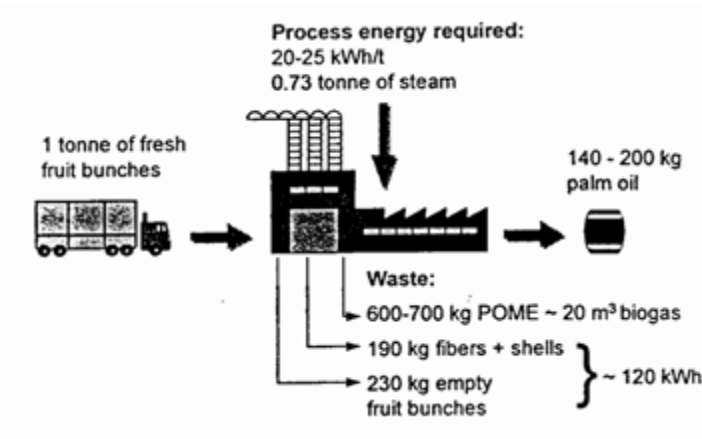 Process energy required:
20-25 kWh/t
0.73 tonne of steam
1 tonne of fresh
fruit bunches
140 - 200 kg
palm oil
Waste:
600-700 kg POME ~ 20 m³ biogas
190 kg fibers + shells
~ 120 kWh
230 kg empty
fruit bunches